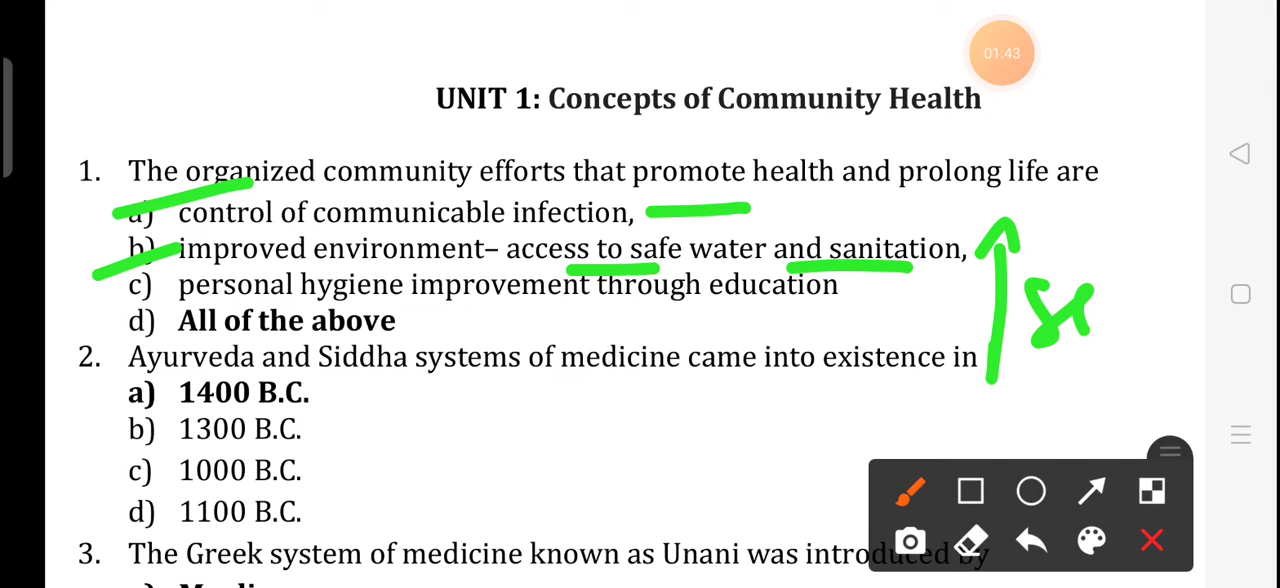 01:43
UNIT 1: Concepts of Community Health
1. The organized community efforts that promote health and prolong life are
a) control of communicable infection,
b) improved environment– access to safe water and sanitation,
c) personal hygiene improvement through education
d) All of the above
2. Ayurveda and Siddha systems of medicine came into existence in
a) 1400 B.C.
b) 1300 B.C.
c) 1000 B.C.
d) 1100 B.C.
3. The Greek system of medicine known as Unani was introduced by